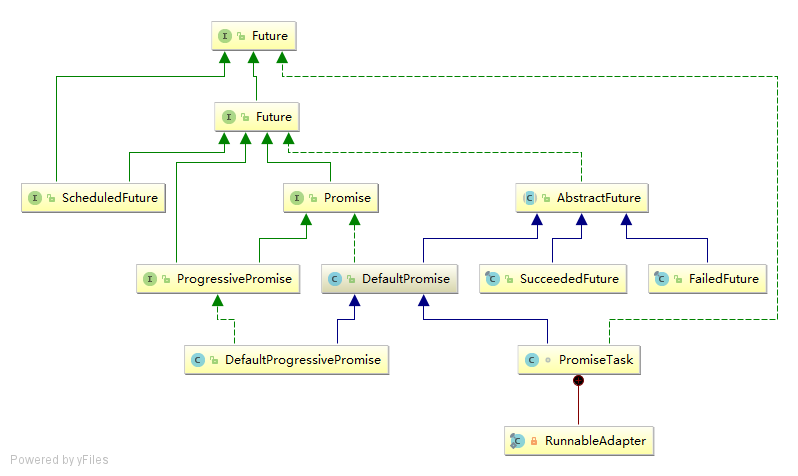 Future
Future
ScheduledFuture
Promise
AbstractFuture
ProgressivePromise
DefaultPromise
SucceededFuture
FailedFuture
DefaultProgressivePromise
PromiseTask
RunnableAdapter
Powered by yFiles